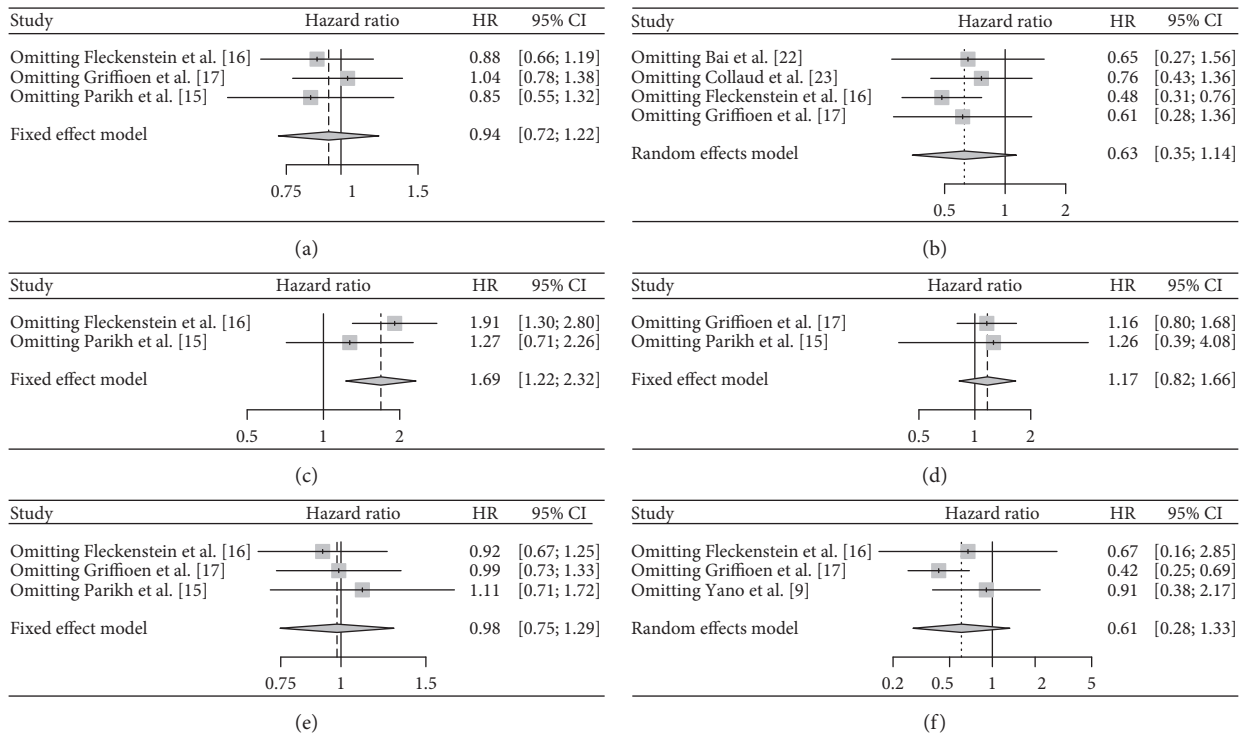 Study Hazard ratio HR 95% CI
Omitting Fleckenstein et al. [16] 0.88 [0.66; 1.19]
Omitting Griffioen et al. [17] 1.04 [0.78; 1.38]
Omitting Parikh et al. [15] 0.85 [0.55; 1.32]
Fixed effect model 0.94 [0.72; 1.22]
0.75 1 1.5
(a)
Study Hazard ratio HR 95% CI
Omitting Bai et al. [22] 0.65 [0.27; 1.56]
Omitting Collaud et al. [23] 0.76 [0.43; 1.36]
Omitting Fleckenstein et al. [16] 0.48 [0.31; 0.76]
Omitting Griffioen et al. [17] 0.61 [0.28; 1.36]
Random effects model 0.63 [0.35; 1.14]
0.5 1 2
(b)
Study Hazard ratio HR 95% CI
Omitting Fleckenstein et al. [16] 1.91 [1.30; 2.80]
Omitting Parikh et al. [15] 1.27 [0.71; 2.26]
Fixed effect model 1.69 [1.22; 2.32]
0.5 1 2
(c)
Study Hazard ratio HR 95% CI
Omitting Griffioen et al. [17] 1.16 [0.80; 1.68]
Omitting Parikh et al. [15] 1.26 [0.39; 4.08]
Fixed effect model 1.17 [0.82; 1.66]
0.5 1 2
(d)
Study Hazard ratio HR 95% CI
Omitting Fleckenstein et al. [16] 0.92 [0.67; 1.25]
Omitting Griffioen et al. [17] 0.99 [0.73; 1.33]
Omitting Parikh et al. [15] 1.11 [0.71; 1.72]
Fixed effect model 0.98 [0.75; 1.29]
0.75 1 1.5
(e)
Study Hazard ratio HR 95% CI
Omitting Fleckenstein et al. [16] 0.67 [0.16; 2.85]
Omitting Griffioen et al. [17] 0.42 [0.25; 0.69]
Omitting Yano et al. [9] 0.91 [0.38; 2.17]
Random effects model 0.61 [0.28; 1.33]
0.2 0.5 1 2 5
(f)